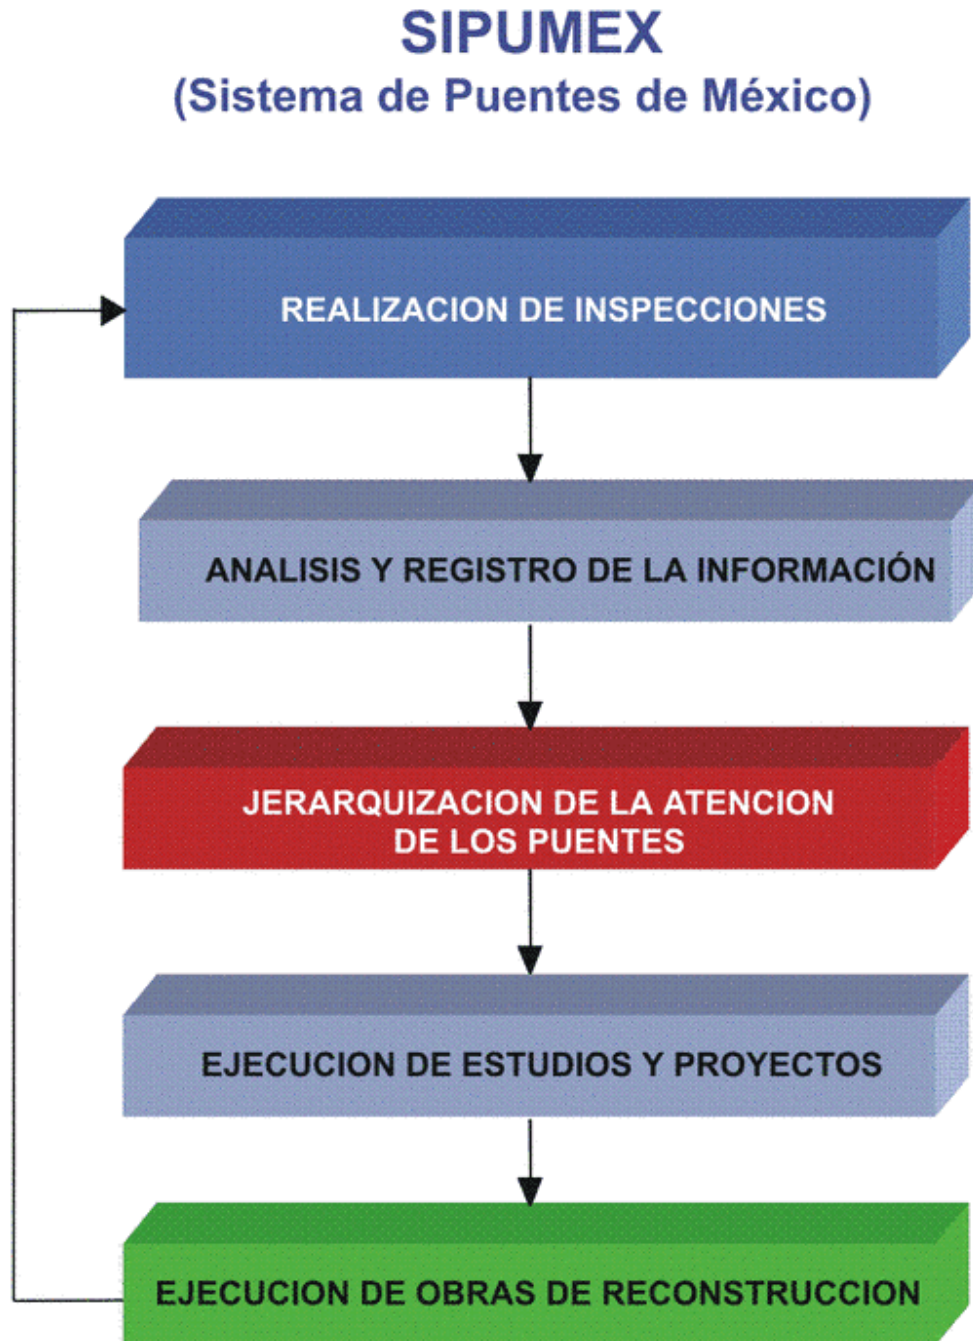 SIPUMEX
(Sistema de Puentes de México)
REALIZACION DE INSPECCIONES
ANALISIS Y REGISTRO DE LA INFORMACIÓN
JERARQUIZACION DE LA ATENCION
DE LOS PUENTES
EJECUCION DE ESTUDIOS Y PROYECTOS
EJECUCION DE OBRAS DE RECONSTRUCCION